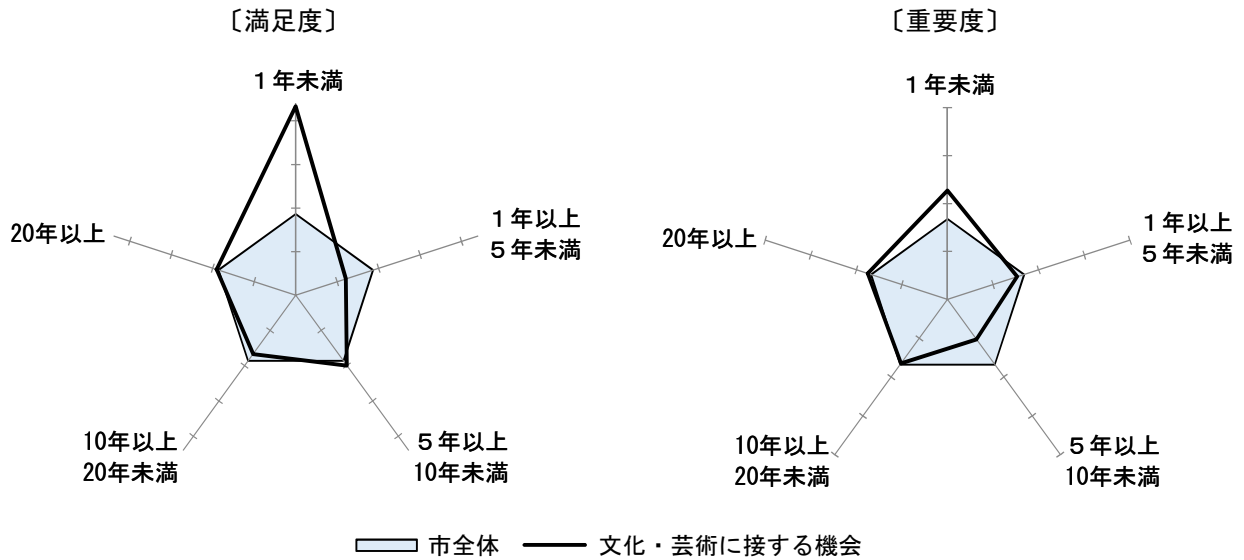 〔満足度〕
１年未満
１年以上
５年未満
５年以上
10年未満
10年以上
20年未満
20年以上
〔重要度〕
１年未満
１年以上
５年未満
５年以上
10年未満
10年以上
20年未満
20年以上
市全体
文化・芸術に接する機会